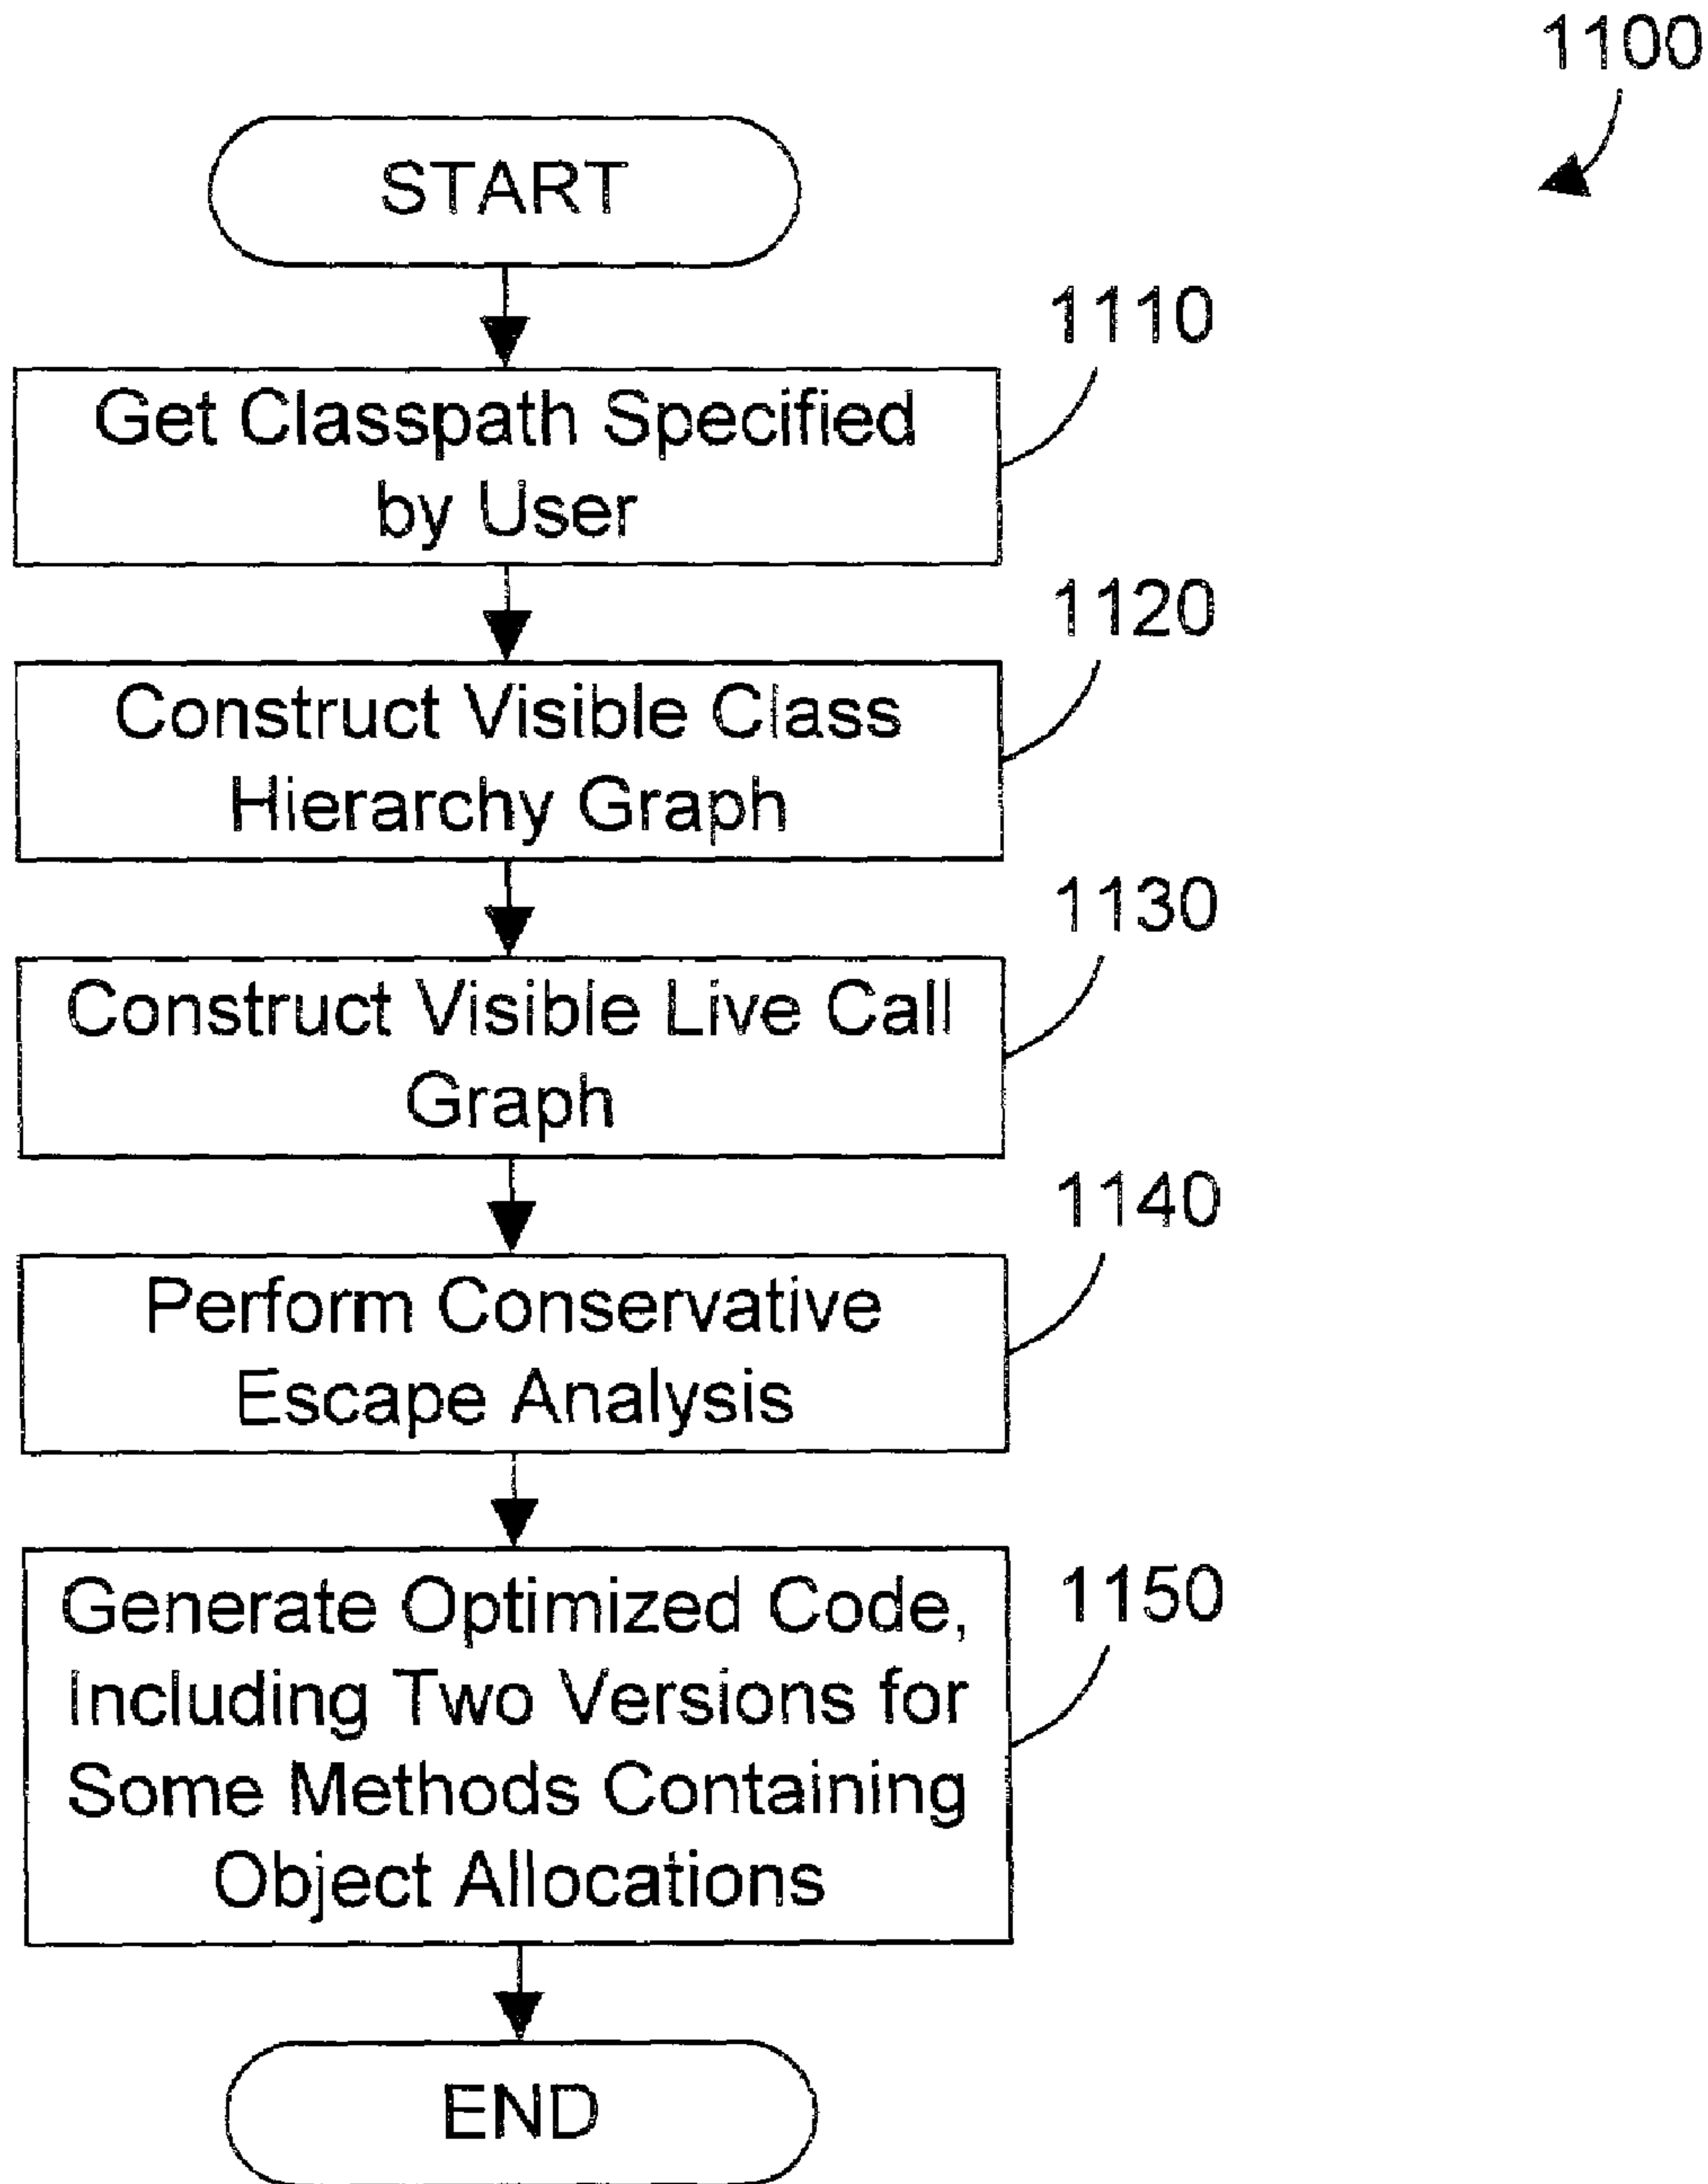 1100
START
1110
Get Classpath Specified
by User
1120
Construct Visible Class
Hierarchy Graph
1130
Construct Visible Live Call
Graph
1140
Perform Conservative
Escape Analysis
1150
Generate Optimized Code,
Including Two Versions for
Some Methods Containing
Object Allocations
END